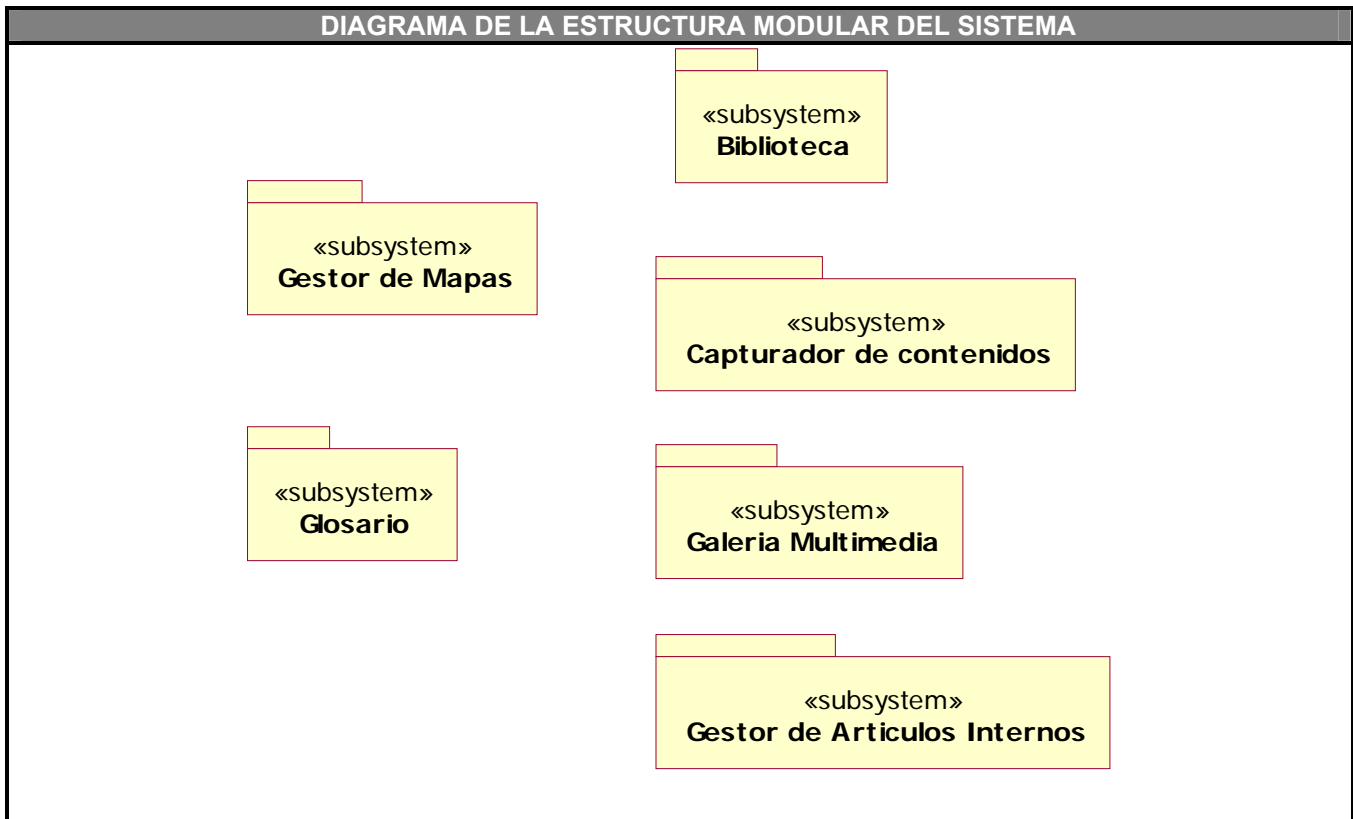 DIAGRAMA DE LA ESTRUCTURA MODULAR DEL SISTEMA
«subsystem»
Biblioteca
«subsystem»
Gestor de Mapas
«subsystem»
Capturador de contenidos
«subsystem»
Glosario
«subsystem»
Galeria Multimedia
«subsystem»
Gestor de Articulos Internos